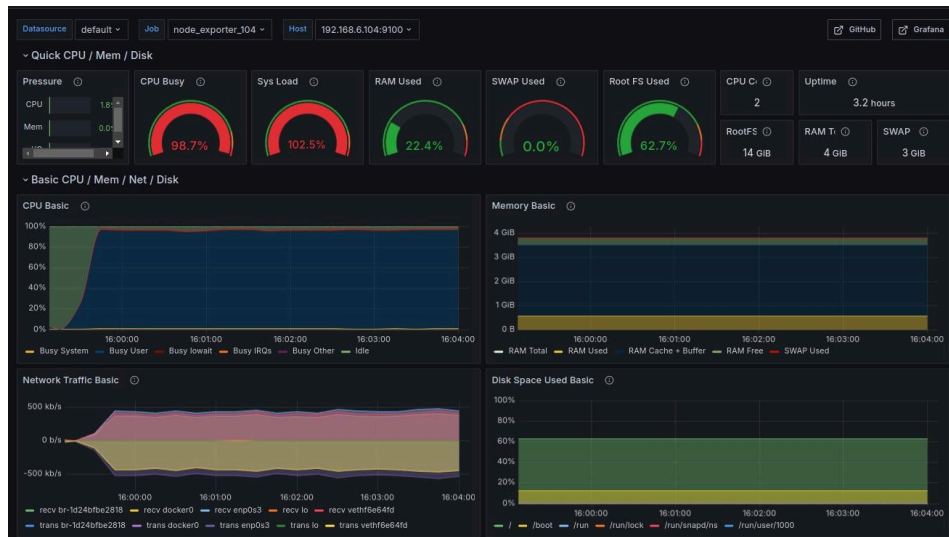 Datasource default Job node_exporter_104 Host 192.168.6.104:9100 GitHub Grafana
Quick CPU / Mem / Disk
Pressure CPU Busy Sys Load RAM Used SWAP Used Root FS Used CPU Uptime
CPU 1.8
Mem 0.0
98.7% 102.5% 22.4% 0.0% 62.7%
2 3.2 hours
RootFS RAM SWAP
14 GiB 4 GiB 3 GiB
Basic CPU / Mem / Net / Disk
CPU Basic
100%
80%
60%
40%
20%
0%
16:00:00 16:01:00 16:02:00 16:03:00 16:04:00
Busy System Busy User Busy Iowait Busy IRQs Busy Other Idle
Memory Basic
4 GiB
3 GiB
2 GiB
1 GiB
0 B
16:00:00 16:01:00 16:02:00 16:03:00 16:04:00
RAM Total RAM Used RAM Cache + Buffer RAM Free SWAP Used
Network Traffic Basic
500 kb/s
0 b/s
-500 kb/s
16:00:00 16:01:00 16:02:00 16:03:00 16:04:00
recv br-1d24bfbe2818 recv docker0 recv enp0s3 recv lo recv vethf6e64fd
trans br-1d24bfbe2818 trans docker0 trans enp0s3 trans lo trans vethf6e64fd
Disk Space Used Basic
100%
80%
60%
40%
20%
0%
16:00:00 16:01:00 16:02:00 16:03:00 16:04:00
/ /boot /run /run/lock /run/snapd/ns /run/user/1000